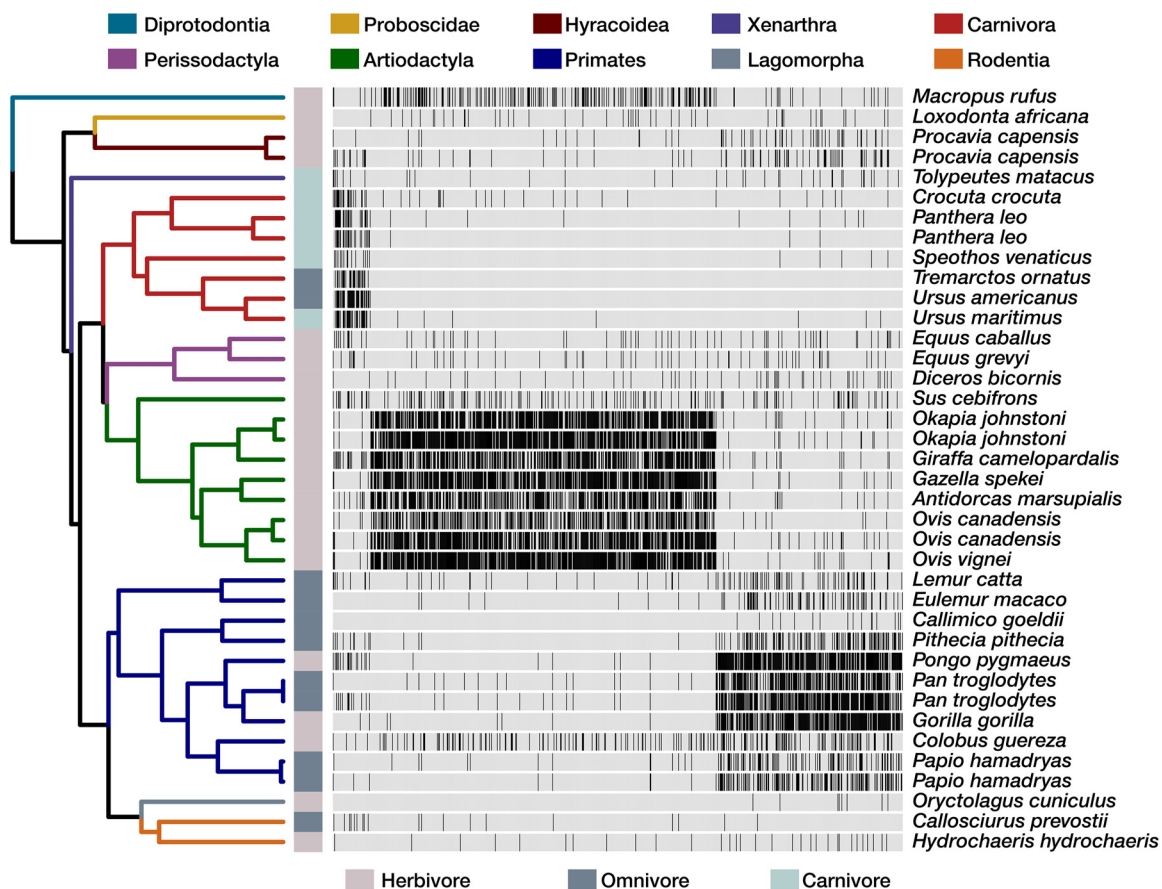 Diprotodontia Proboscidae Hyracoidea Xenarthra Carnivora
Perissodactyla Artiodactyla Primates Lagomorpha Rodentia
Macropus rufus
Loxodonta africana
Procavia capensis
Procavia capensis
Tolypeutes matacus
Crocuta crocuta
Panthera leo
Panthera leo
Speothos venaticus
Tremarctos ornatus
Ursus americanus
Ursus maritimus
Equus caballus
Equus grevyi
Diceros bicornis
Sus cebifrons
Okapia johnstoni
Okapia johnstoni
Giraffa camelopardalis
Gazella spekei
Antidorcas marsupialis
Ovis canadensis
Ovis canadensis
Ovis vignei
Lemur catta
Eulemur macaco
Callimico goeldii
Pithecia pithecia
Pongo pygmaeus
Pan troglodytes
Pan troglodytes
Gorilla gorilla
Colobus guereza
Papio hamadryas
Papio hamadryas
Oryctolagus cuniculus
Callosciurus prevostii
Hydrochaeris hydrochaeris
Herbivore Omnivore Carnivore